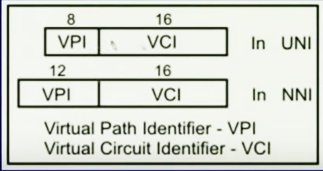 8 16
VPI VCI In UNI
12 16
VPI VCI In NNI
Virtual Path Identifier - VPI
Virtual Circuit Identifier - VCI